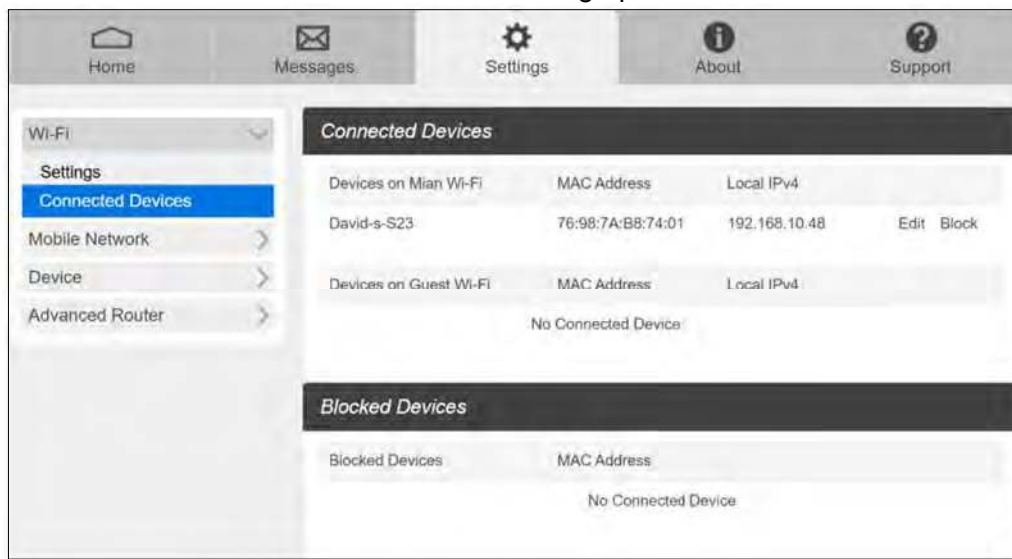 Home Messages Settings About Support
Wi-Fi
Settings
Connected Devices
Mobile Network
Device
Advanced Router
Connected Devices
Devices on Mian Wi-Fi MAC Address Local IPv4
David-s-S23 76:98:7A:B8:74:01 192.168.10.48 Edit Block
Devices on Guest Wi-Fi MAC Address Local IPv4
No Connected Device
Blocked Devices
Blocked Devices MAC Address
No Connected Device